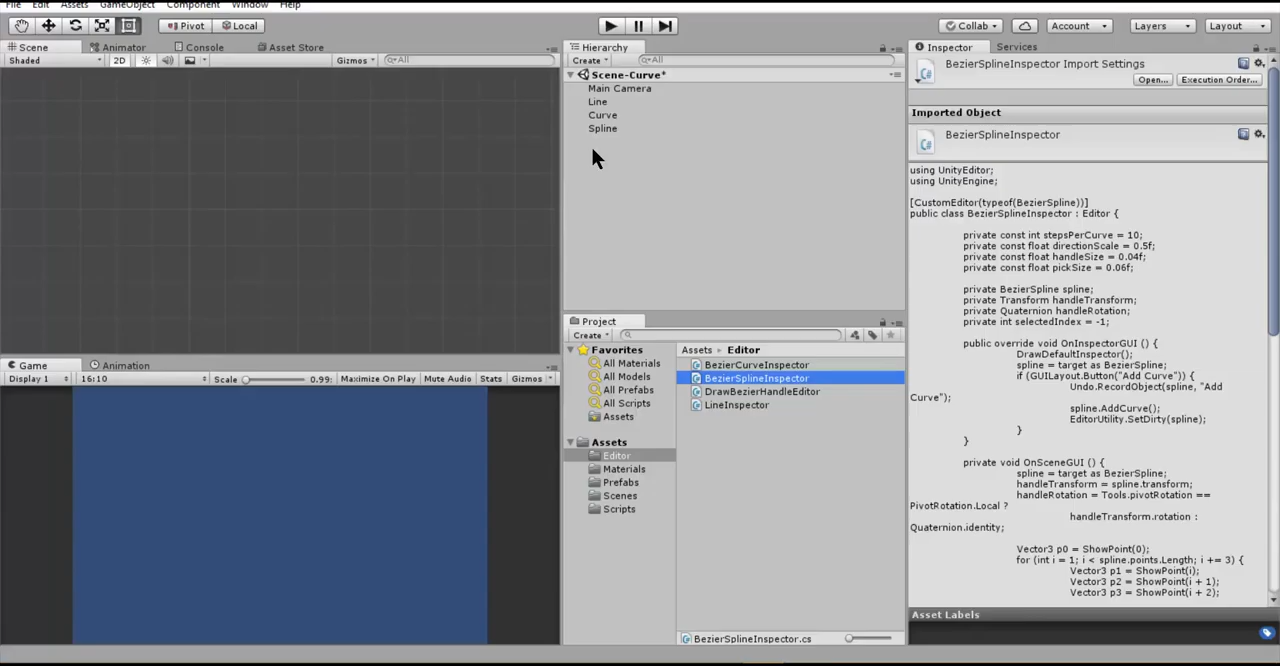 File Edit Assets GameObject Component Window Help
Pivot Local Collab Account Layers Layout
Scene Animator Console Asset Store
Shaded 2D Gizmos All
Hierarchy
Create All
Scene-Curve*
Main Camera
Line
Curve
Spline
Game Animation
Display 1 16:10 Scale 0.99: Maximize On Play Mute Audio Stats Gizmos
Project
Create
Favorites
All Materials
All Models
All Prefabs
All Scripts
Assets
Assets
Editor
Materials
Prefabs
Scenes
Scripts
Assets Editor
BezierCurveInspector
BezierSplineInspector
DrawBezierHandleEditor
LineInspector
BezierSplineInspector.cs
Inspector Services
BezierSplineInspector Import Settings
Open... Execution Order...
Imported Object
BezierSplineInspector
using UnityEditor;
using UnityEngine;
[CustomEditor(typeof(BezierSpline))]
public class BezierSplineInspector : Editor {
private const int stepsPerCurve = 10;
private const float directionScale = 0.5f;
private const float handleSize = 0.04f;
private const float pickSize = 0.06f;
private BezierSpline spline;
private Transform handleTransform;
private Quaternion handleRotation;
private int selectedIndex = -1;
public override void OnInspectorGUI () {
DrawDefaultInspector();
spline = target as BezierSpline;
if (GUILayout.Button("Add Curve")) {
Undo.RecordObject(spline, "Add
Curve");
spline.AddCurve();
EditorUtility.SetDirty(spline);
}
}
private void OnSceneGUI () {
spline = target as BezierSpline;
handleTransform = spline.transform;
handleRotation = Tools.pivotRotation ==
PivotRotation.Local ?
handleTransform.rotation :
Quaternion.identity;
Vector3 p0 = ShowPoint(0);
for (int i = 1; i < spline.points.Length; i += 3) {
Vector3 p1 = ShowPoint(i);
Vector3 p2 = ShowPoint(i + 1);
Vector3 p3 = ShowPoint(i + 2);
Asset Labels